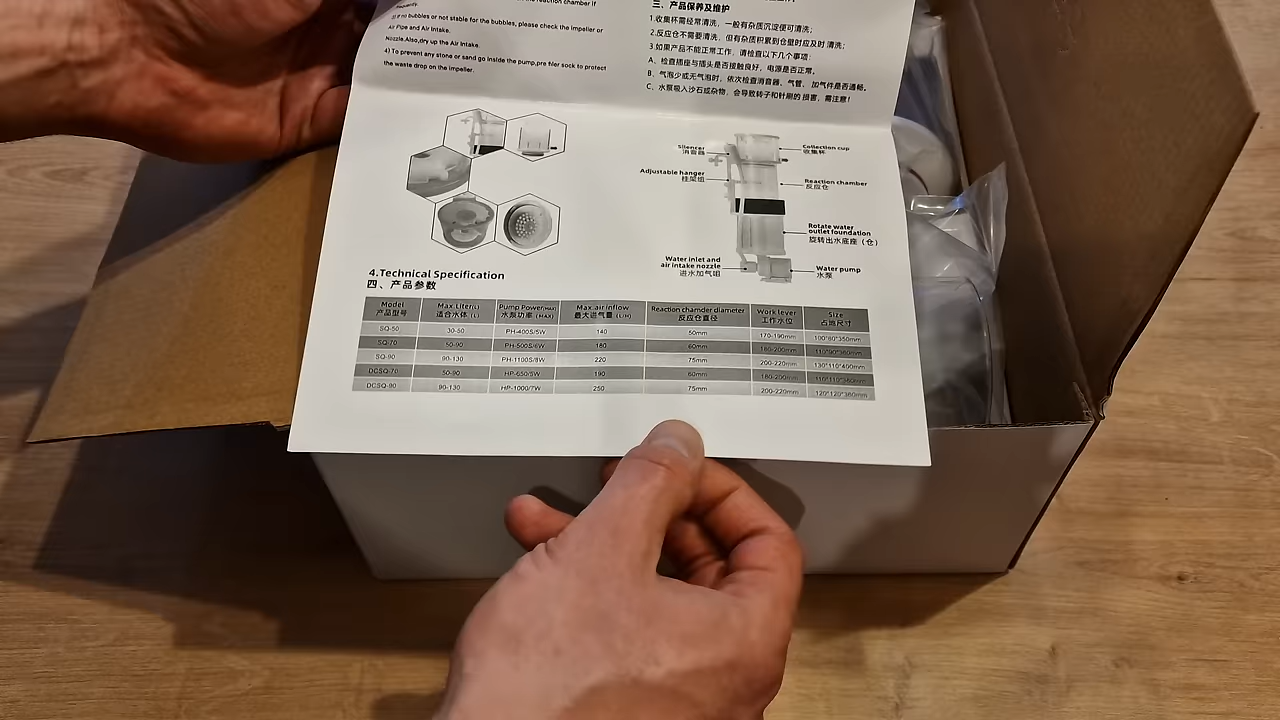 the reaction chamber if
frequently.
3) If no bubbles or not stable for the bubbles, please check the Impeller or
Air Pipe and Air Intake.
Nozzle.Also,dry up the Air Intake.
4) To prevent any stone or sand go inside the pump,pre filer sock to protect
the waste drop on the impeller.
三、产品保养及维护
1.收集杯需经常清洗，一般有杂质沉淀便可清洗；
2.反应仓不需要清洗，但有杂质积累到仓壁时应及时 清洗；
3.如果产品不能正常工作，请检查以下几个事项：
A、检查插座与插头是否接触良好，电源是否正常。
B、气泡少或无气泡时，依次检查消音器、气管、加气件是否通畅。
C、水泵吸入沙石或杂物，会导致转子和针刷的 损害，需注意！
Silencer
消音器
Adjustable hanger
挂架组
Water inlet and
air intake nozzle
进水加气咀
Collection cup
收集杯
Reaction chamber
反应仓
Rotate water
outlet foundation
旋转出水底座（仓）
Water pump
水泵
4.Technical Specification
四、产品参数
Model Max.Liter(L) Pump Power(MAX) Max.air inflow Reaction chamder diameter Work lever Size
产品型号 适合水体（L） 水泵功率（MAX） 最大进气量（L/H） 反应仓直径 工作水位 占地尺寸
SQ-50 30-50 PH-400S/5W 140 50mm 170-190mm 100*80*350mm
SQ-70 50-90 PH-500S/6W 180 60mm 180-200mm 110*90*380mm
SQ-90 90-130 PH-1100S/8W 220 75mm 200-220mm 130*110*400mm
DCSQ-70 50-90 HP-650/5W 190 60mm 180-200mm 110*110*360mm
DCSQ-90 90-130 HP-1000/7W 250 75mm 200-220mm 120*120*380mm